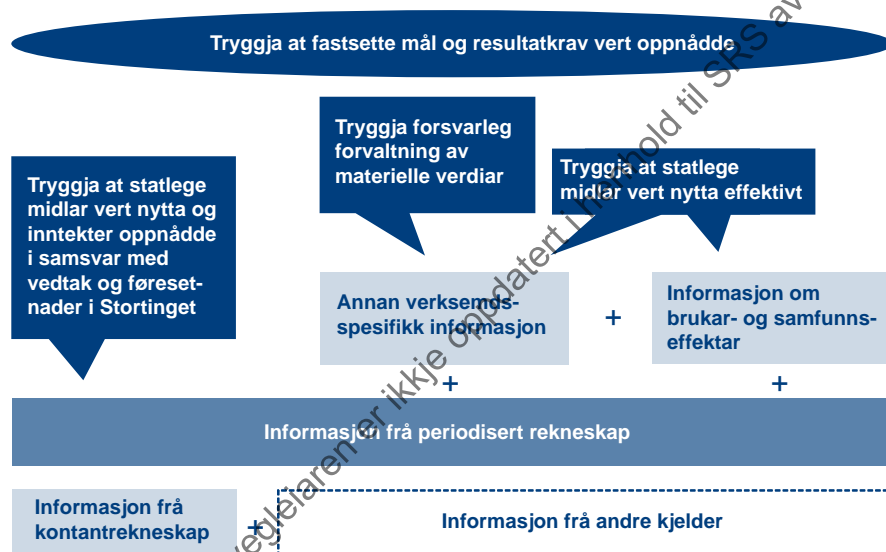 Tryggja at fastsette mål og resultatkrav vert oppnådde
Tryggja forsvarleg
forvaltning av
materielle verdiar
Tryggja at statlege
midlar vert nytta effektivt
Tryggja at statlege
midlar vert nytta og
inntekter oppnådde
i samsvar med
vedtak og føreset-
nader i Stortinget
Annan verksemds-
spesifikk informasjon
+
Informasjon om
brukar- og samfunns-
effektar
+
+
Informasjon frå periodisert rekneskap
Informasjon frå
kontantrekneskap
+
Informasjon frå andre kjelder
egleiaren er ikkje oppdatert i henhold til SRS av